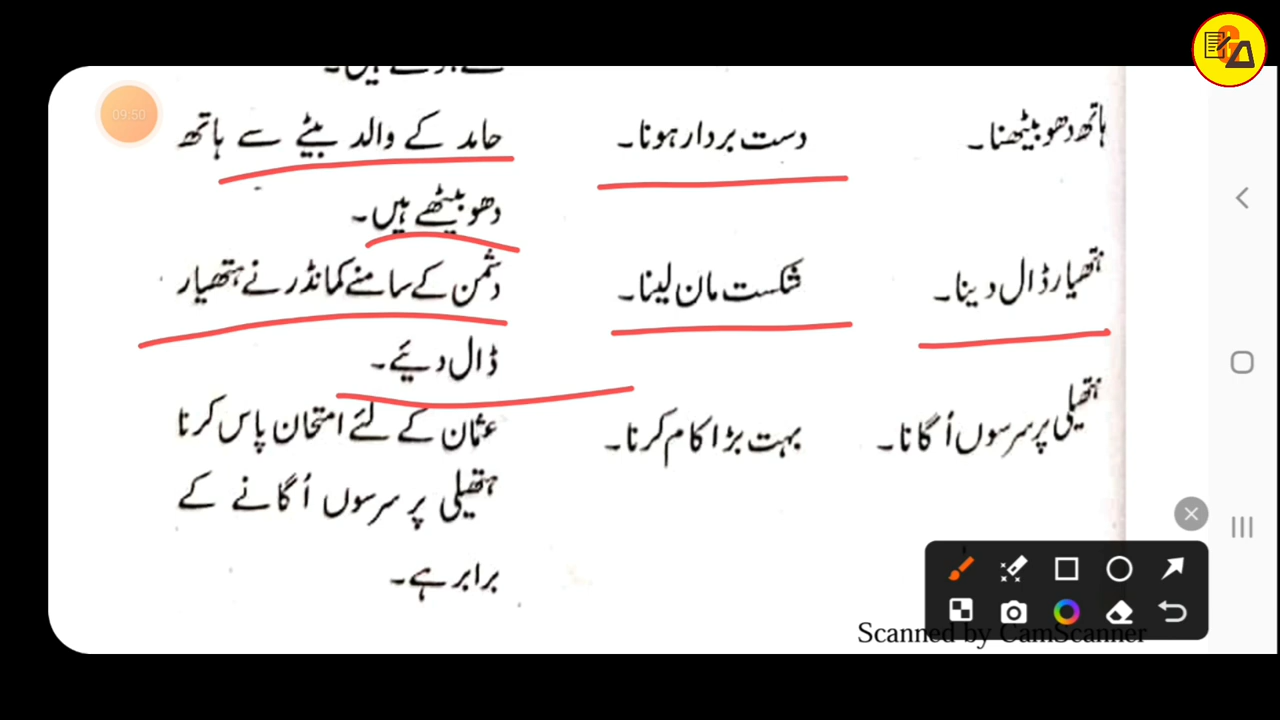 09:50
ہاتھ دھو بیٹھنا۔ دست بردار ہونا۔ حامد کے والد بیٹے سے ہاتھ
دھو بیٹھے ہیں۔
ہتھیار ڈال دینا۔ شکست مان لینا۔ دشمن کے سامنے کمانڈر نے ہتھیار
ڈال دیئے۔
ہتھیلی پر سرسوں اُگانا۔ بہت بڑا کام کرنا۔ عثمان کے لئے امتحان پاس کرنا
ہتھیلی پر سرسوں اُگانے کے
برابر ہے۔
Scanned by CamScanner